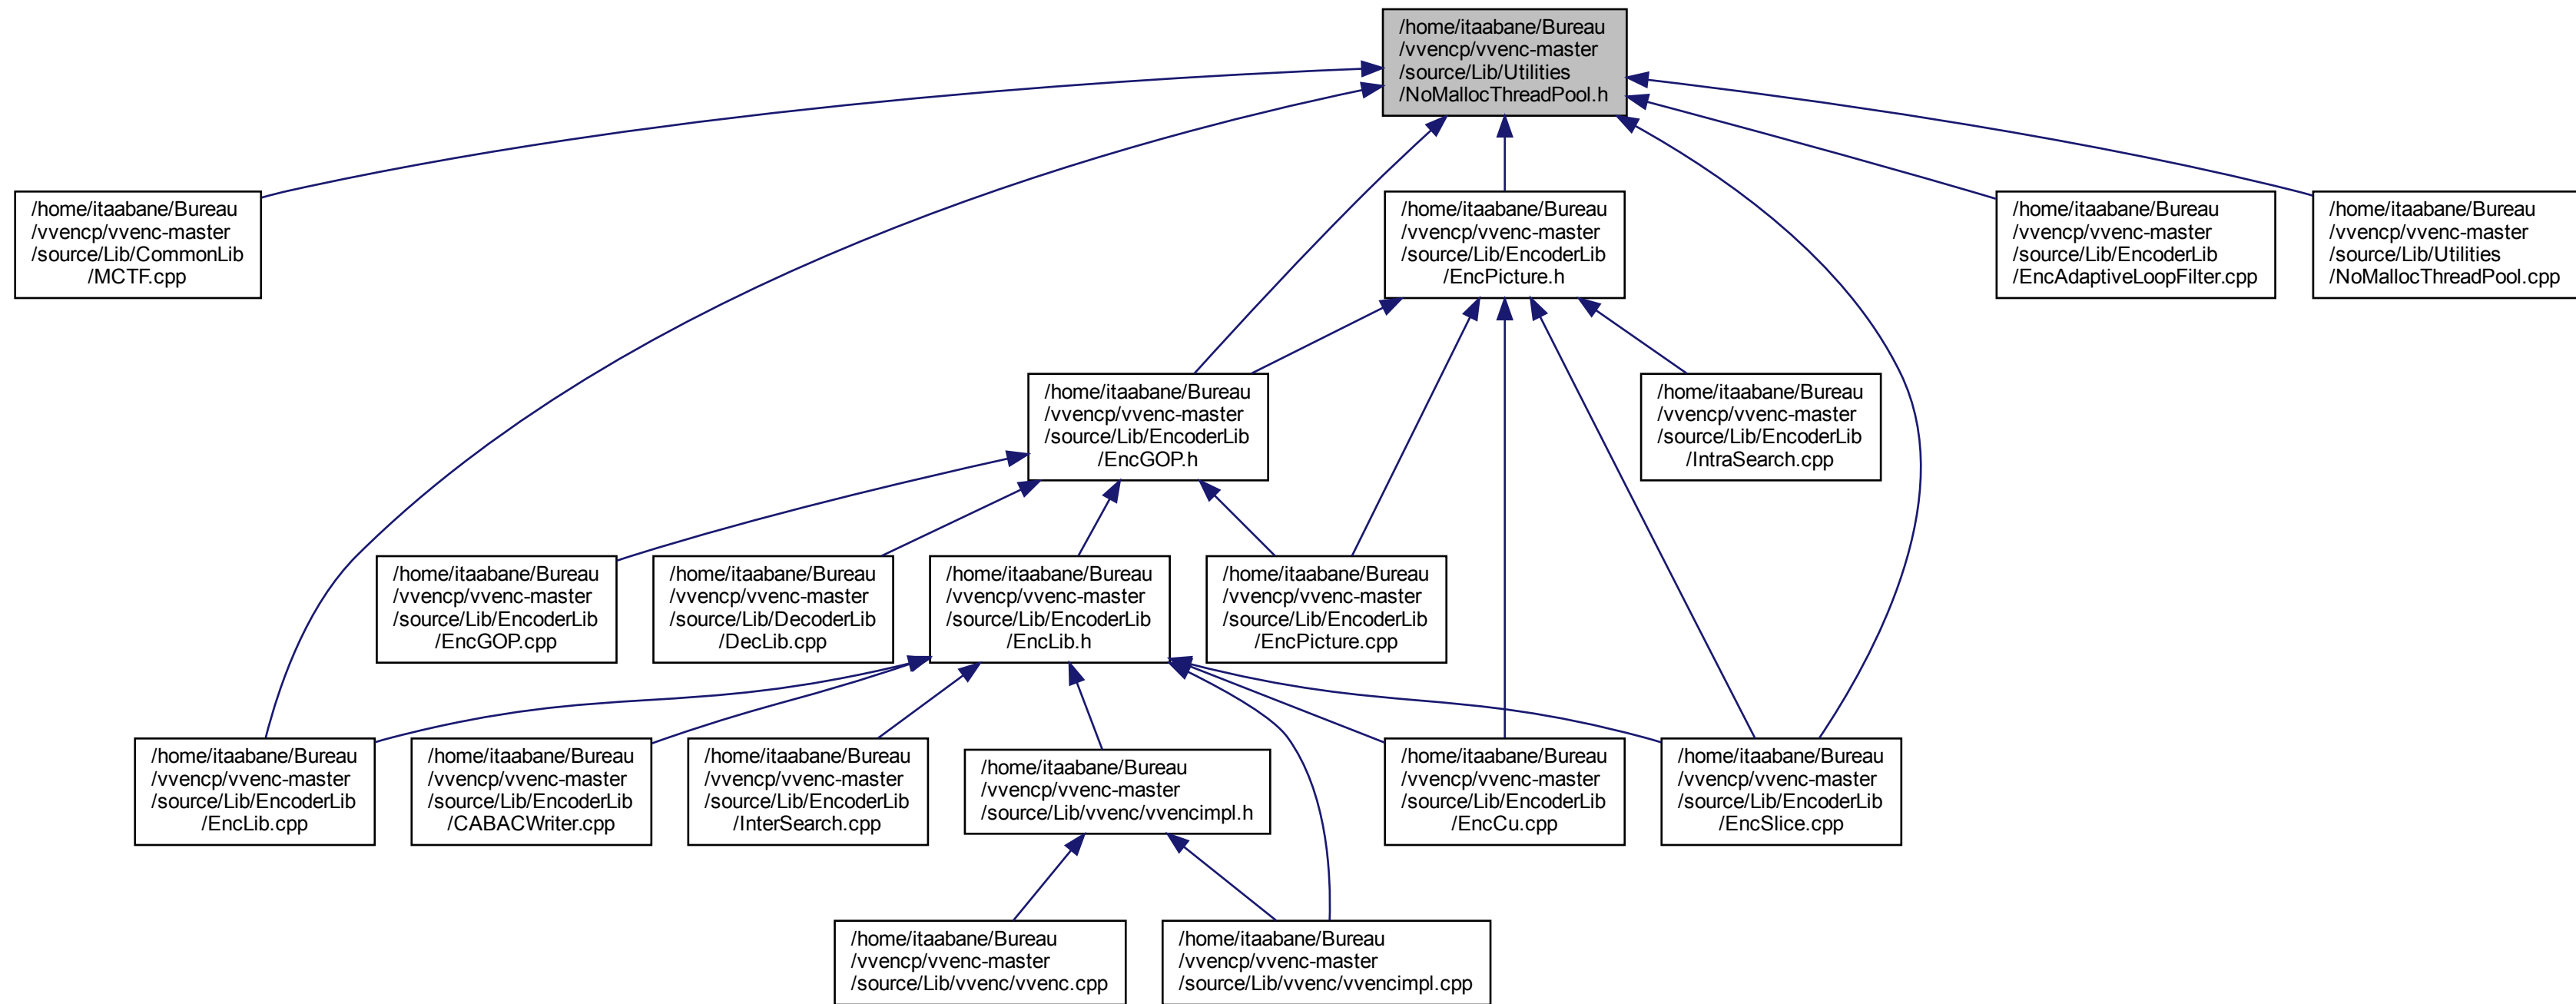 /home/itaabane/Bureau
/vvencp/vvenc-master
/source/Lib/Utilities
/NoMallocThreadPool.h
/home/itaabane/Bureau
/vvencp/vvenc-master
/source/Lib/CommonLib
/MCTF.cpp
/home/itaabane/Bureau
/vvencp/vvenc-master
/source/Lib/EncoderLib
/EncPicture.h
/home/itaabane/Bureau
/vvencp/vvenc-master
/source/Lib/EncoderLib
/EncAdaptiveLoopFilter.cpp
/home/itaabane/Bureau
/vvencp/vvenc-master
/source/Lib/Utilities
/NoMallocThreadPool.cpp
/home/itaabane/Bureau
/vvencp/vvenc-master
/source/Lib/EncoderLib
/EncGOP.h
/home/itaabane/Bureau
/vvencp/vvenc-master
/source/Lib/EncoderLib
/IntraSearch.cpp
/home/itaabane/Bureau
/vvencp/vvenc-master
/source/Lib/EncoderLib
/EncGOP.cpp
/home/itaabane/Bureau
/vvencp/vvenc-master
/source/Lib/DecoderLib
/DecLib.cpp
/home/itaabane/Bureau
/vvencp/vvenc-master
/source/Lib/EncoderLib
/EncLib.h
/home/itaabane/Bureau
/vvencp/vvenc-master
/source/Lib/EncoderLib
/EncPicture.cpp
/home/itaabane/Bureau
/vvencp/vvenc-master
/source/Lib/EncoderLib
/EncLib.cpp
/home/itaabane/Bureau
/vvencp/vvenc-master
/source/Lib/EncoderLib
/CABACWriter.cpp
/home/itaabane/Bureau
/vvencp/vvenc-master
/source/Lib/EncoderLib
/InterSearch.cpp
/home/itaabane/Bureau
/vvencp/vvenc-master
/source/Lib/vvenc/vvencimpl.h
/home/itaabane/Bureau
/vvencp/vvenc-master
/source/Lib/EncoderLib
/EncCu.cpp
/home/itaabane/Bureau
/vvencp/vvenc-master
/source/Lib/EncoderLib
/EncSlice.cpp
/home/itaabane/Bureau
/vvencp/vvenc-master
/source/Lib/vvenc/vvenc.cpp
/home/itaabane/Bureau
/vvencp/vvenc-master
/source/Lib/vvenc/vvencimpl.cpp